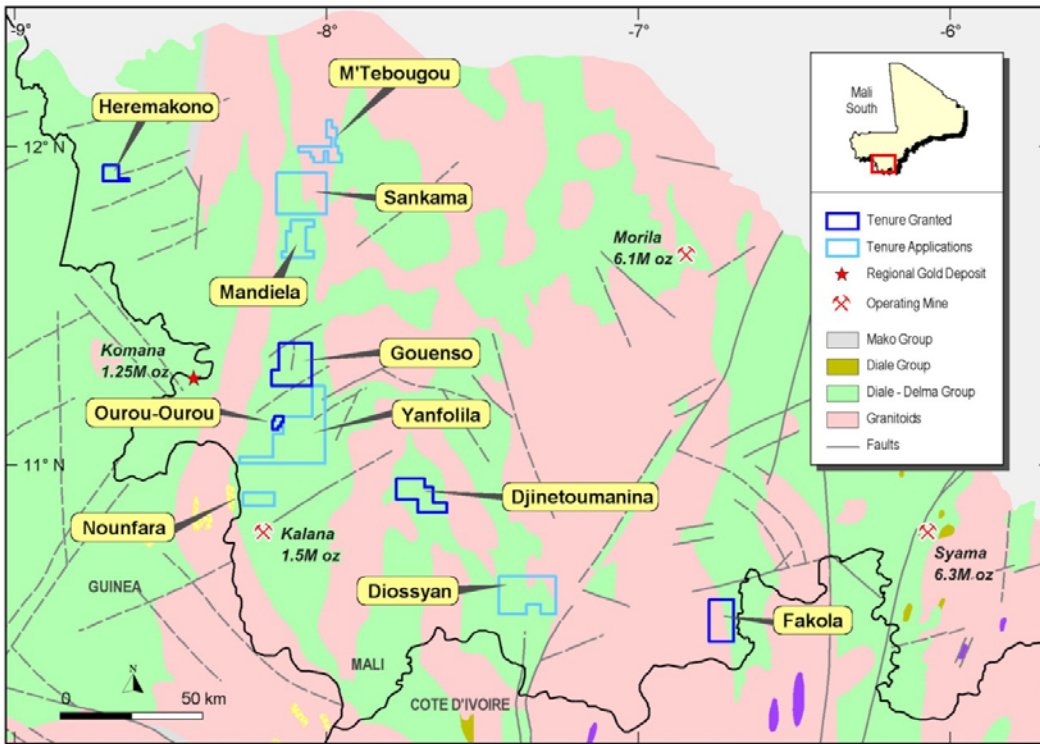 -9°
-8°
-7°
-6°
M'Tebougou
Heremakono
12° N
Sankama
Morila
6.1M oz
Mandiela
Komana
1.25M oz
Gouenso
Ourou-Ourou
Yanfolila
11° N
Djinetoumanina
Nounfara
Kalana
1.5M oz
Syama
6.3M oz
GUINEA
Diossyan
Fakola
MALI
COTE D'IVOIRE
N
0
50 km
Mali
South
Tenure Granted
Tenure Applications
Regional Gold Deposit
Operating Mine
Mako Group
Diale Group
Diale - Delma Group
Granitoids
Faults